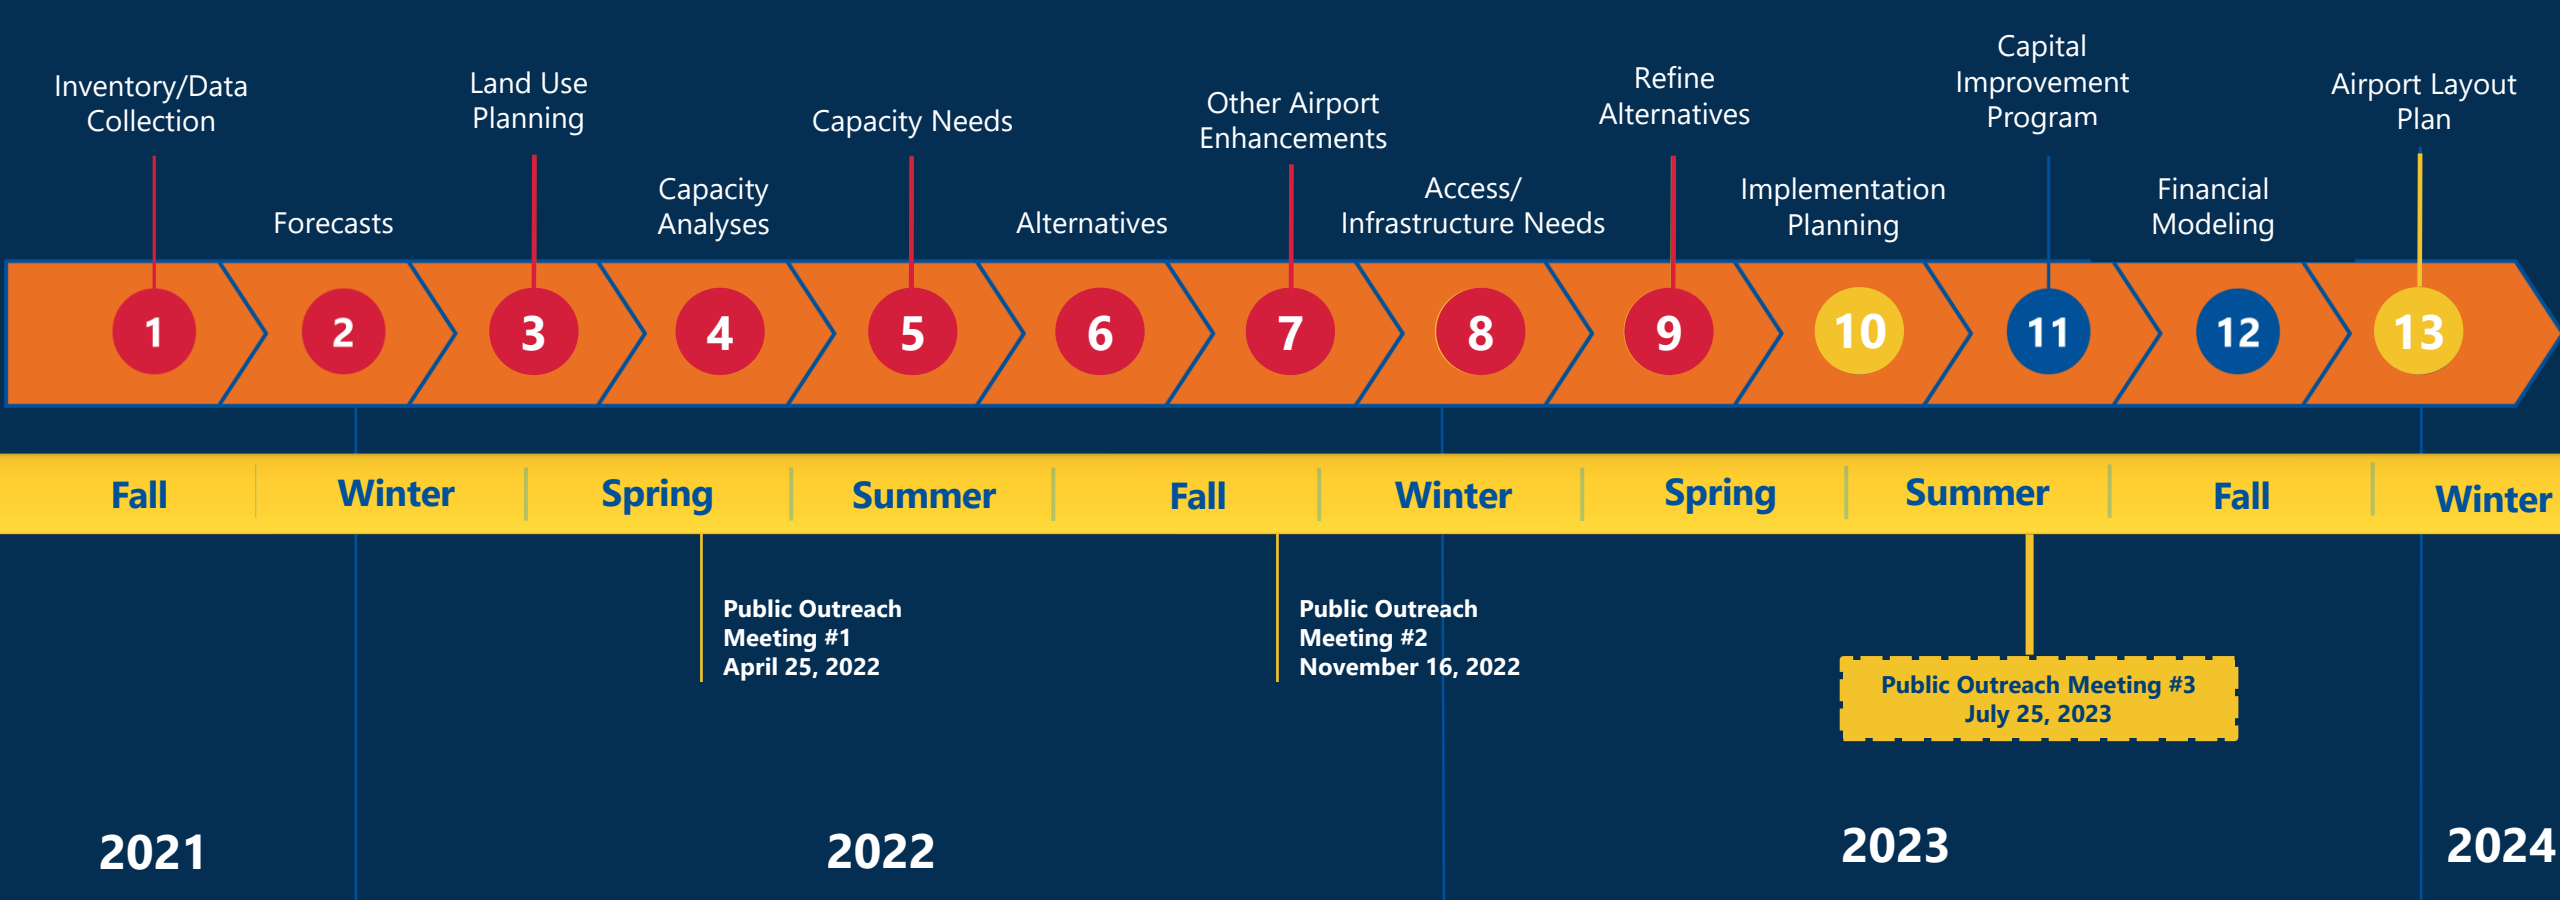 Inventory/Data
Collection
Forecasts
Land Use
Planning
Capacity
Analyses
Capacity Needs
Alternatives
Other Airport
Enhancements
Access/
Infrastructure Needs
Refine
Alternatives
Implementation
Planning
Capital
Improvement
Program
Financial
Modeling
Airport Layout
Plan
1
2
3
4
5
6
7
8
9
10
11
12
13
Fall
Winter
Spring
Summer
Fall
Winter
Spring
Summer
Fall
Winter
Public Outreach
Meeting #1
April 25, 2022
Public Outreach
Meeting #2
November 16, 2022
Public Outreach Meeting #3
July 25, 2023
2021
2022
2023
2024